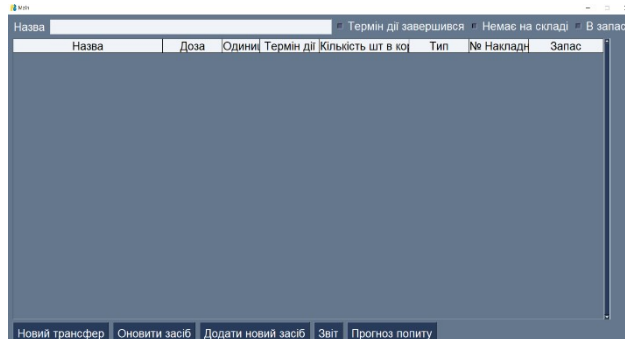 Main
Назва Термін дії завершився Немає на складі В запас
Назва Доза Одиниц Термін дії Кількість шт в кор Тип № Накладн Запас
Новий трансфер Оновити засіб Додати новий засіб Звіт Прогноз попиту